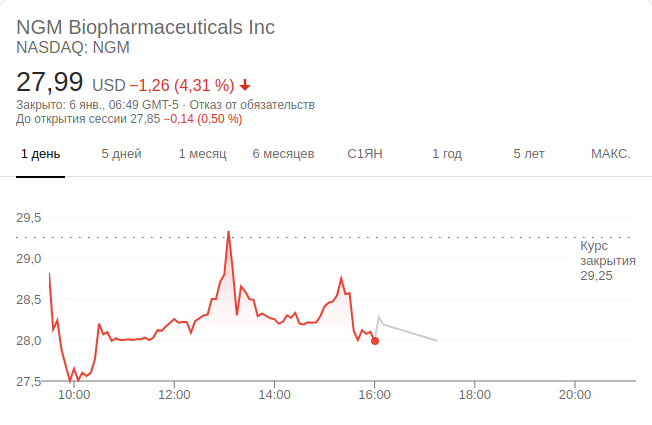 NGM Biopharmaceuticals Inc
NASDAQ: NGM
27,99 USD −1,26 (4,31 %)
Закрыто: 6 янв., 06:49 GMT-5 · Отказ от обязательств
До открытия сессии 27,85 −0,14 (0,50 %)
1 день 5 дней 1 месяц 6 месяцев С1ЯН 1 год 5 лет МАКС.
29,5
Курс
закрытия
29,25
29,0
28,5
28,0
27,5
10:00 12:00 14:00 16:00 18:00 20:00